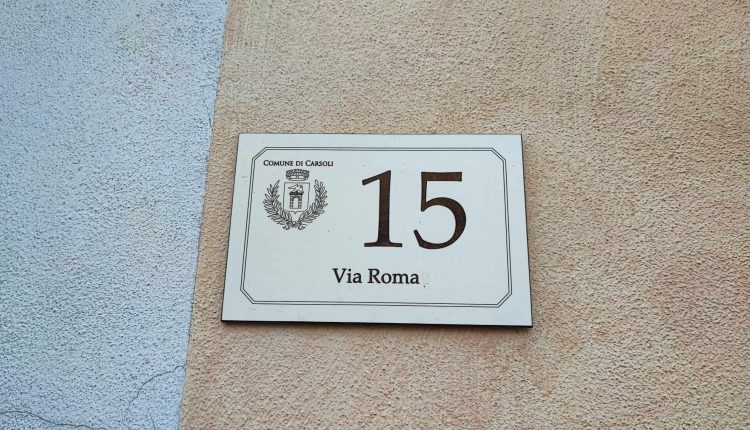 COMUNE DI CARSOLI
15
Via Roma